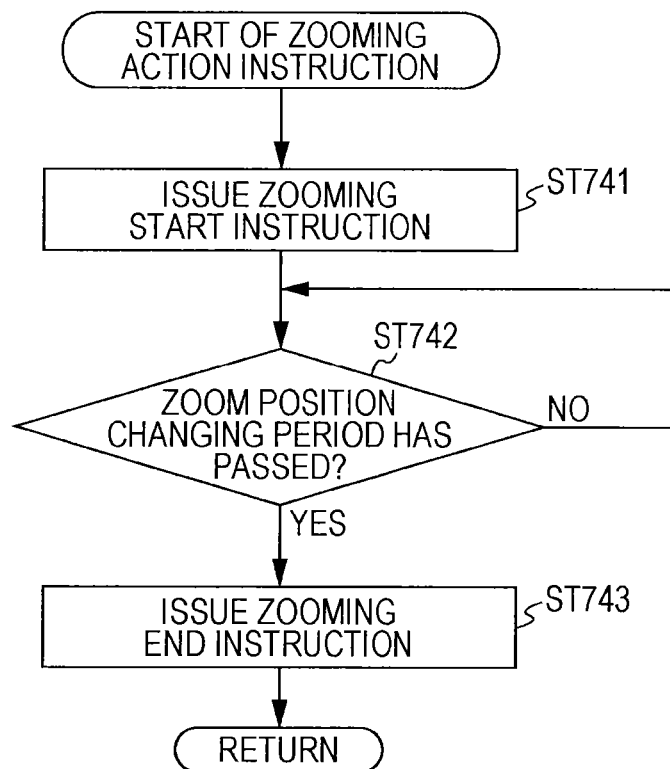 START OF ZOOMING
ACTION INSTRUCTION
ST741
ISSUE ZOOMING
START INSTRUCTION
ST742
ZOOM POSITION
CHANGING PERIOD HAS
PASSED?
NO
YES
ST743
ISSUE ZOOMING
END INSTRUCTION
RETURN